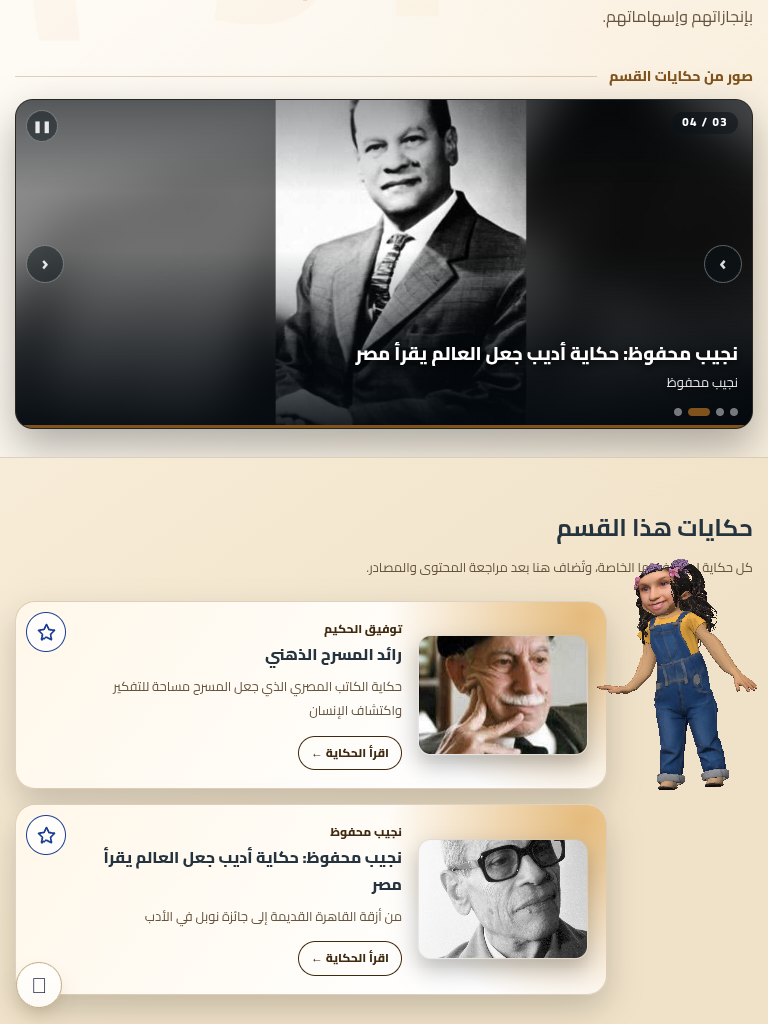 بإنجازاتهم وإسهاماتهم.
صور من حكايات القسم
04 / 03
نجيب محفوظ: حكاية أديب جعل العالم يقرأ مصر
نجيب محفوظ
حكايات هذا القسم
كل حكاية الخاصة، وتُضاف هنا بعد مراجعة المحتوى والمصادر.
توفيق الحكيم
رائد المسرح الذهني
حكاية الكاتب المصري الذي جعل المسرح مساحة للتفكير
واكتشاف الإنسان
اقرأ الحكاية ←
نجيب محفوظ
نجيب محفوظ: حكاية أديب جعل العالم يقرأ
مصر
من أزقة القاهرة القديمة إلى جائزة نوبل في الأدب
اقرأ الحكاية ←